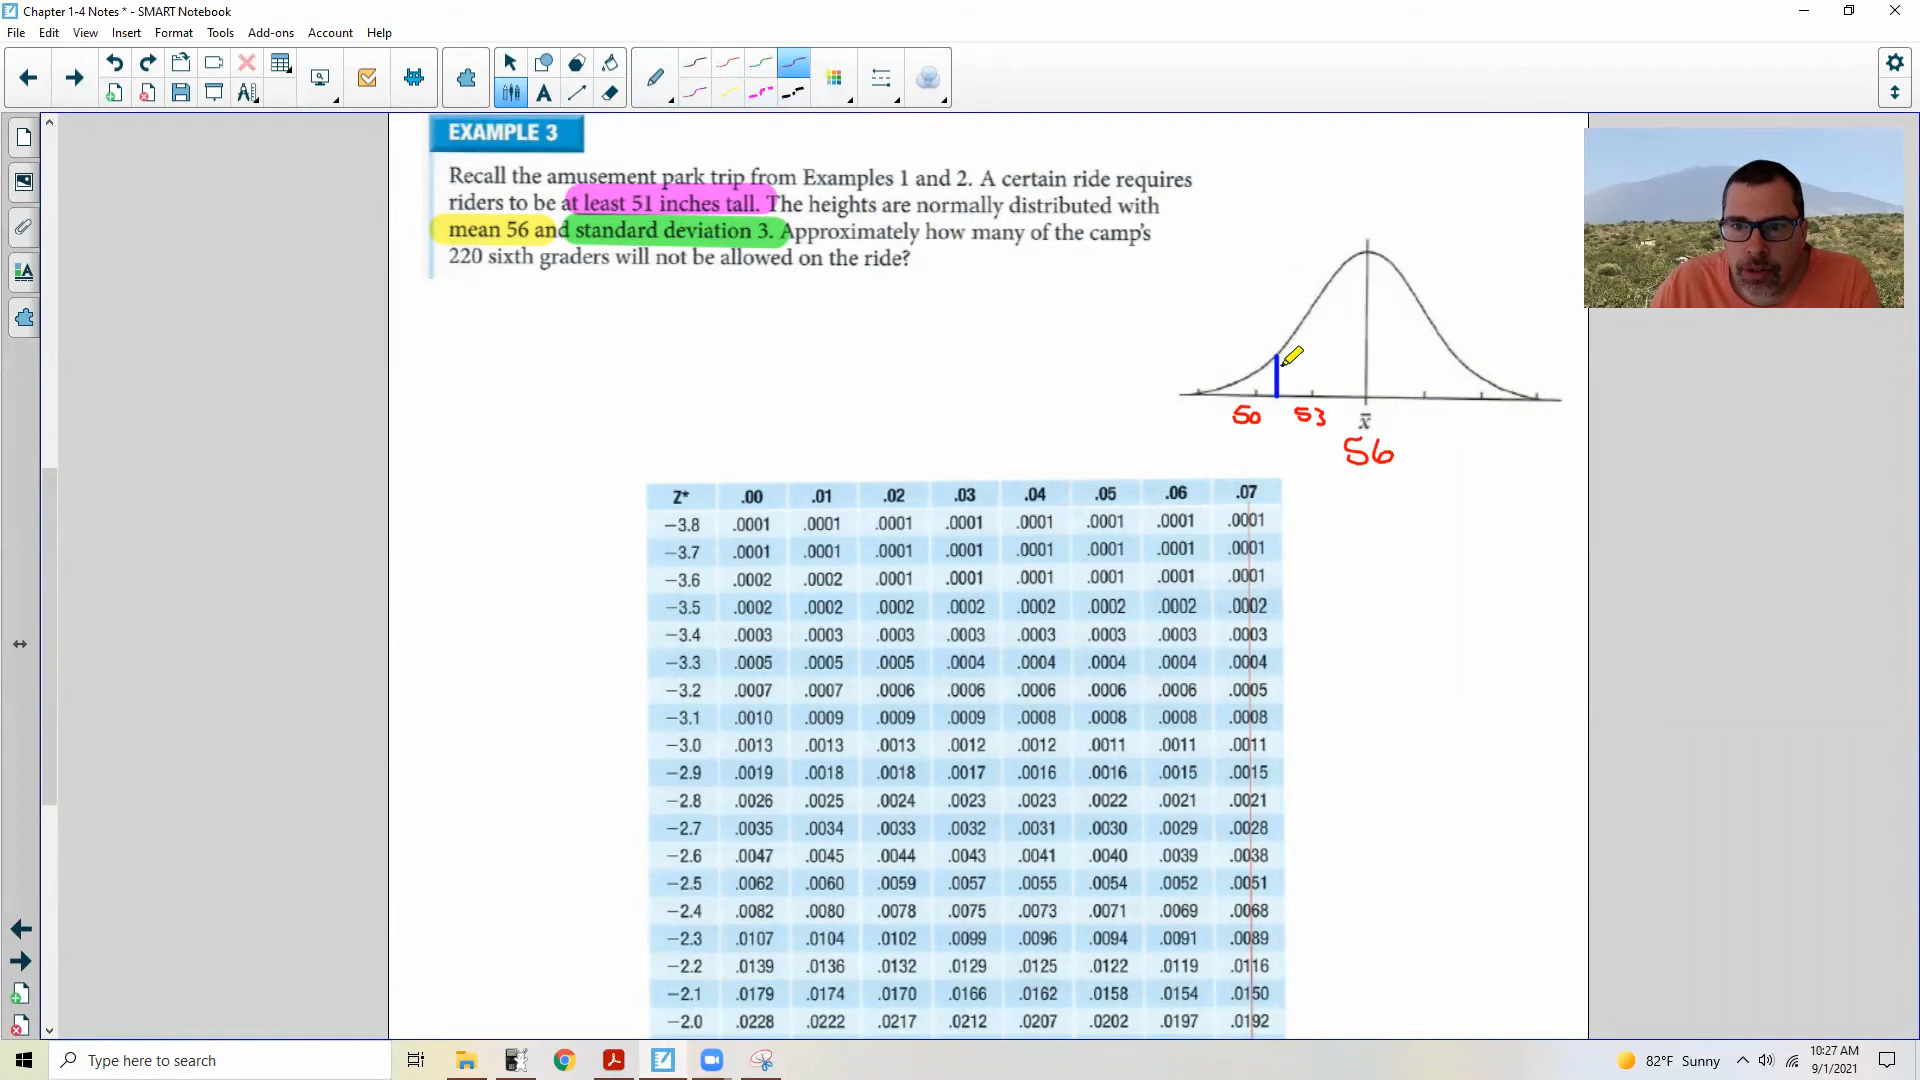 Chapter 1-4 Notes * - SMART Notebook
File Edit View Insert Format Tools Add-ons Account Help
EXAMPLE 3
Recall the amusement park trip from Examples 1 and 2. A certain ride requires
riders to be at least 51 inches tall. The heights are normally distributed with
mean 56 and standard deviation 3. Approximately how many of the camp's
220 sixth graders will not be allowed on the ride?
50 53 x̄
56
Z* .00 .01 .02 .03 .04 .05 .06 .07
−3.8 .0001 .0001 .0001 .0001 .0001 .0001 .0001 .0001
−3.7 .0001 .0001 .0001 .0001 .0001 .0001 .0001 .0001
−3.6 .0002 .0002 .0001 .0001 .0001 .0001 .0001 .0001
−3.5 .0002 .0002 .0002 .0002 .0002 .0002 .0002 .0002
−3.4 .0003 .0003 .0003 .0003 .0003 .0003 .0003 .0003
−3.3 .0005 .0005 .0005 .0004 .0004 .0004 .0004 .0004
−3.2 .0007 .0007 .0006 .0006 .0006 .0006 .0006 .0005
−3.1 .0010 .0009 .0009 .0009 .0008 .0008 .0008 .0008
−3.0 .0013 .0013 .0013 .0012 .0012 .0011 .0011 .0011
−2.9 .0019 .0018 .0018 .0017 .0016 .0016 .0015 .0015
−2.8 .0026 .0025 .0024 .0023 .0023 .0022 .0021 .0021
−2.7 .0035 .0034 .0033 .0032 .0031 .0030 .0029 .0028
−2.6 .0047 .0045 .0044 .0043 .0041 .0040 .0039 .0038
−2.5 .0062 .0060 .0059 .0057 .0055 .0054 .0052 .0051
−2.4 .0082 .0080 .0078 .0075 .0073 .0071 .0069 .0068
−2.3 .0107 .0104 .0102 .0099 .0096 .0094 .0091 .0089
−2.2 .0139 .0136 .0132 .0129 .0125 .0122 .0119 .0116
−2.1 .0179 .0174 .0170 .0166 .0162 .0158 .0154 .0150
−2.0 .0228 .0222 .0217 .0212 .0207 .0202 .0197 .0192
Type here to search
82°F Sunny
10:27 AM
9/1/2021